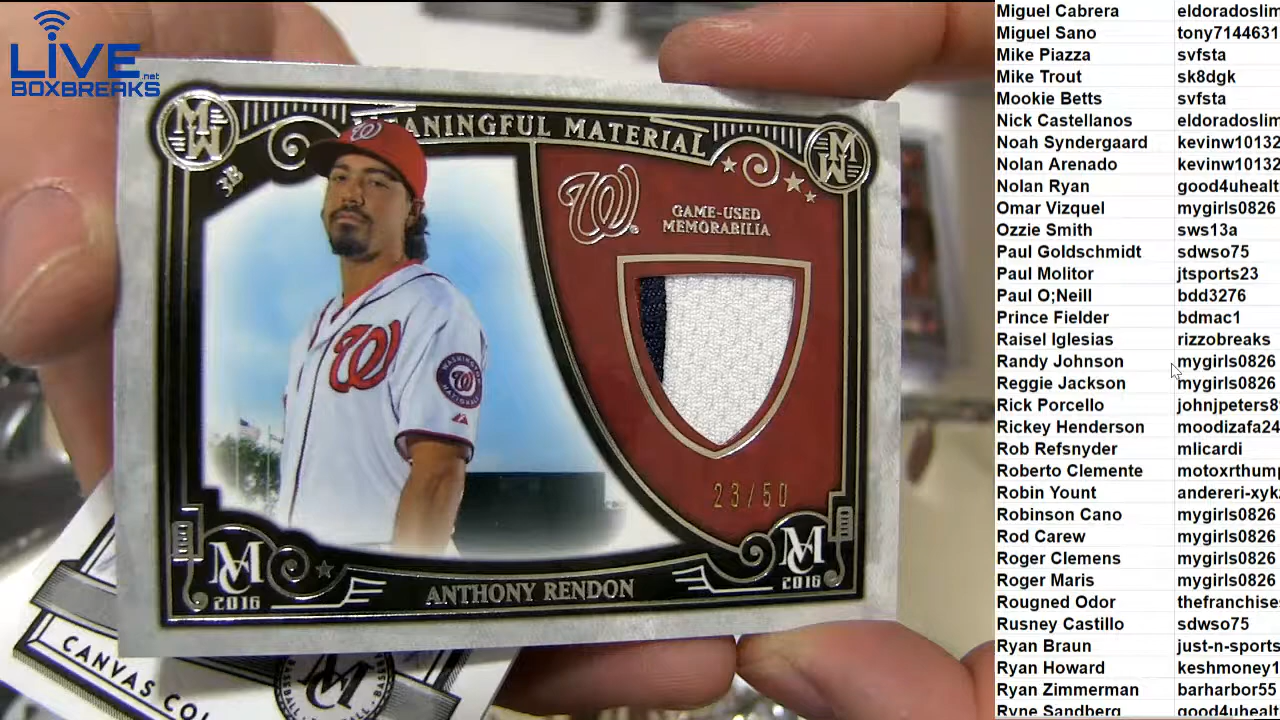 LIVE
.net
BOXBREAKS
MEANINGFUL MATERIAL
MW
MW
3B
W
W.
GAME-USED
MEMORABILIA
W
WASHINGTON
NATIONALS
23/50
MC
2016
MC
2016
ANTHONY RENDON
CANVAS
Miguel Cabrera eldoradoslim
Miguel Sano tony7144631
Mike Piazza svfsta
Mike Trout sk8dgk
Mookie Betts svfsta
Nick Castellanos eldoradoslim
Noah Syndergaard kevinw10132
Nolan Arenado kevinw10132
Nolan Ryan good4uhealt
Omar Vizquel mygirls0826
Ozzie Smith sws13a
Paul Goldschmidt sdwso75
Paul Molitor jtsports23
Paul O;Neill bdd3276
Prince Fielder bdmac1
Raisel Iglesias rizzobreaks
Randy Johnson mygirls0826
Reggie Jackson mygirls0826
Rick Porcello johnjpeters8
Rickey Henderson moodizafa24
Rob Refsnyder mlicardi
Roberto Clemente motoxrthum
Robin Yount andereri-xyk
Robinson Cano mygirls0826
Rod Carew mygirls0826
Roger Clemens mygirls0826
Roger Maris mygirls0826
Rougned Odor thefranchise
Rusney Castillo sdwso75
Ryan Braun just-n-sports
Ryan Howard keshmoney1
Ryan Zimmerman barharbor55
Ryne Sandberg good4uhealt